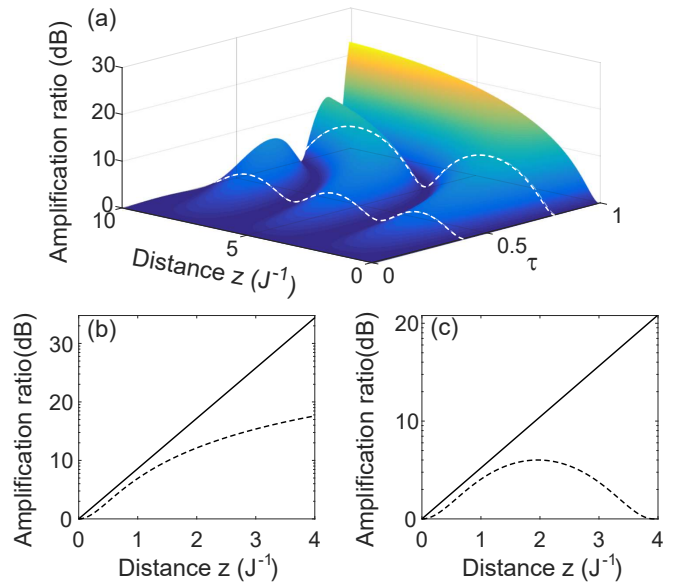 (a)
Amplification ratio (dB)
30
20
10
0
10
5
0
Distance z (J⁻¹)
0
0.5
1
τ
(b)
Amplification ratio(dB)
30
20
10
0
0 1 2 3 4
Distance z (J⁻¹)
(c)
Amplification ratio(dB)
20
10
0
0 1 2 3 4
Distance z (J⁻¹)